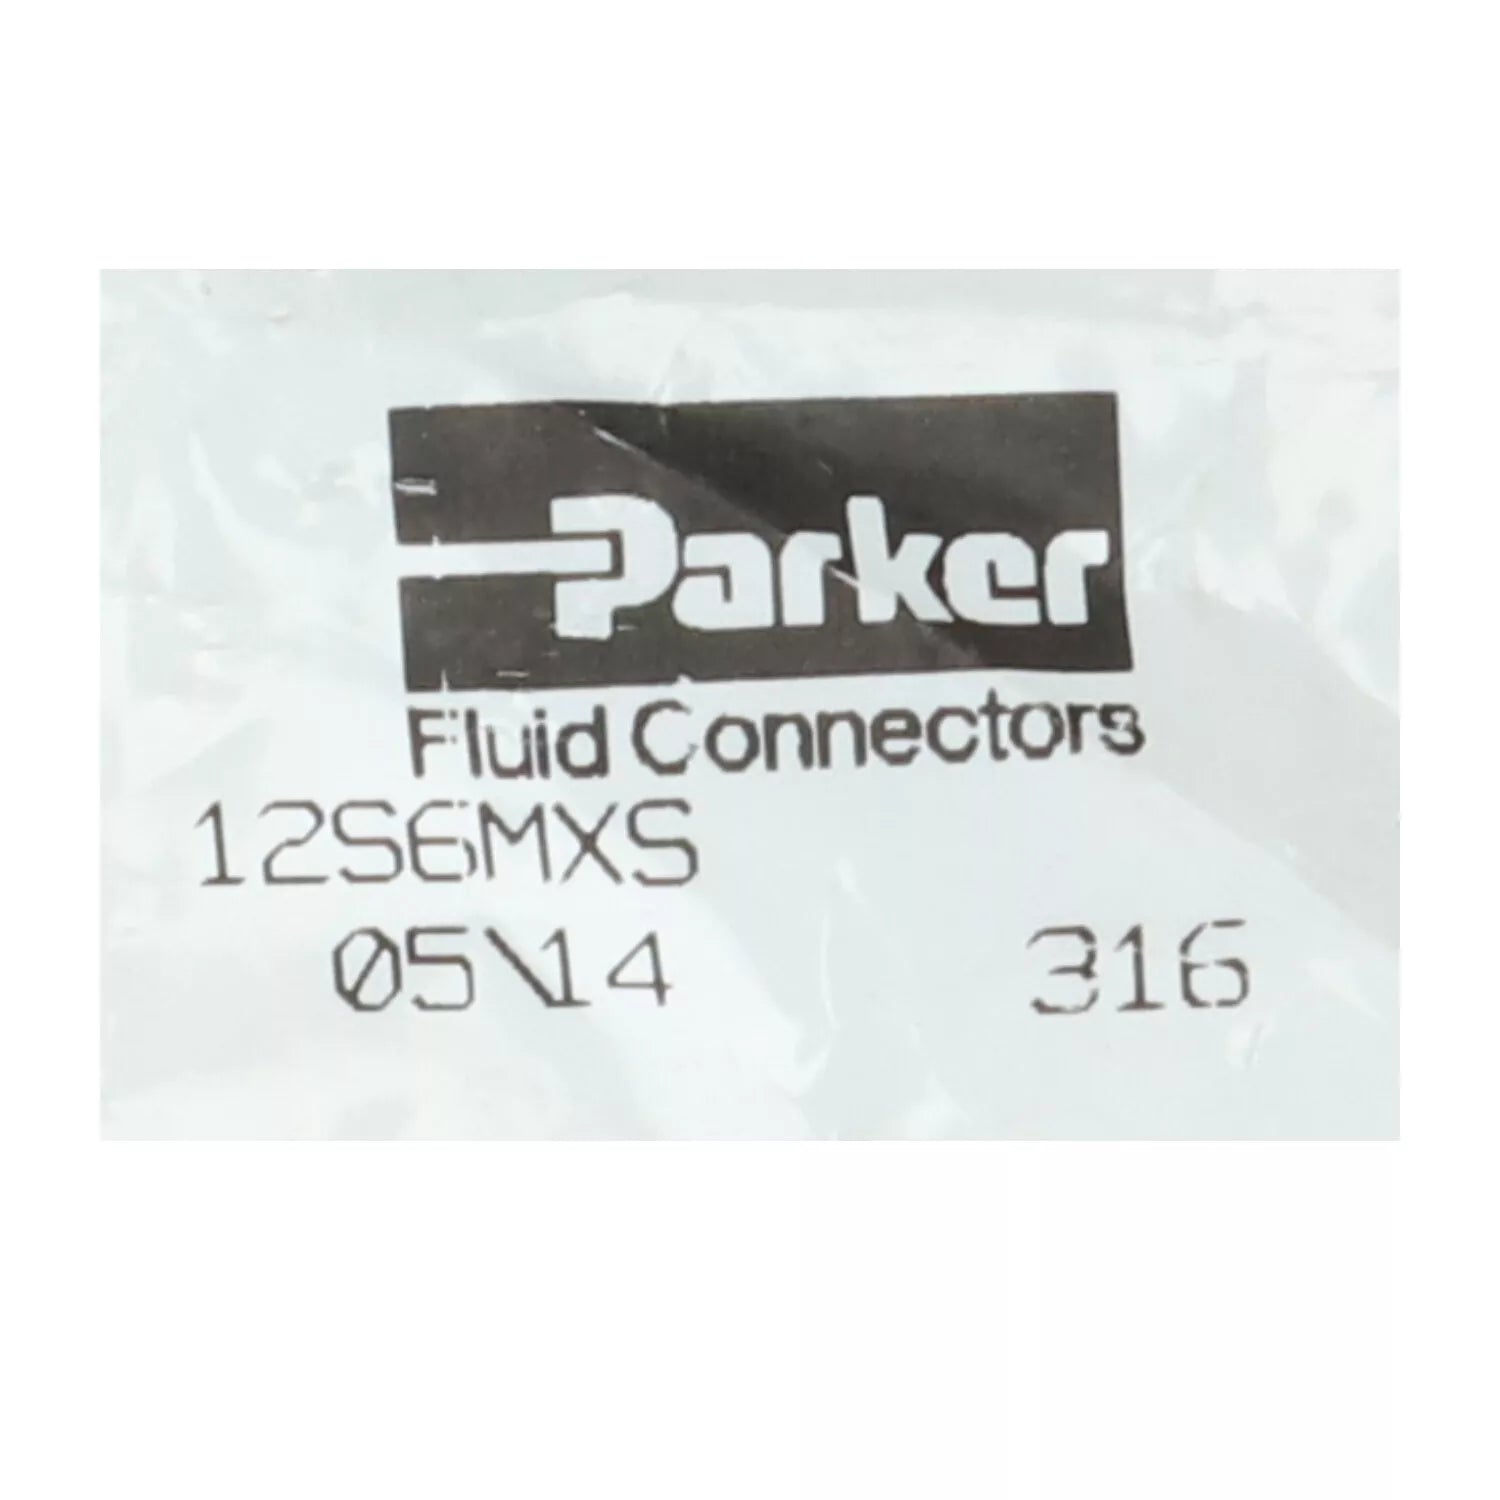 Parker
Fluid Connectors
12S6MXS
05\14 316